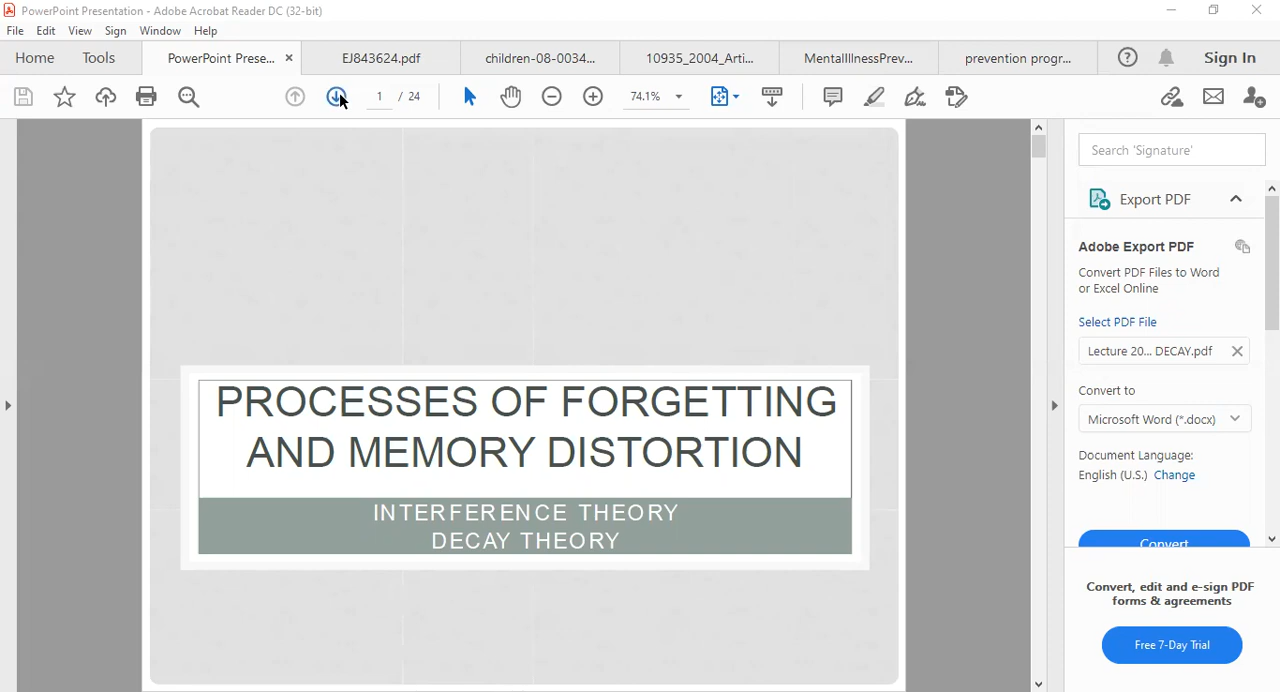 PowerPoint Presentation - Adobe Acrobat Reader DC (32-bit)
File Edit View Sign Window Help
Home Tools PowerPoint Prese... EJ843624.pdf children-08-0034... 10935_2004_Arti... MentalIllnessPrev... prevention progr... Sign In
1 / 24 74.1%
Search 'Signature'
Export PDF
Adobe Export PDF
Convert PDF Files to Word
or Excel Online
Select PDF File
Lecture 20... DECAY.pdf
Convert to
Microsoft Word (*.docx)
Document Language:
English (U.S.) Change
Convert
Convert, edit and e-sign PDF
forms & agreements
Free 7-Day Trial
PROCESSES OF FORGETTING
AND MEMORY DISTORTION
INTERFERENCE THEORY
DECAY THEORY